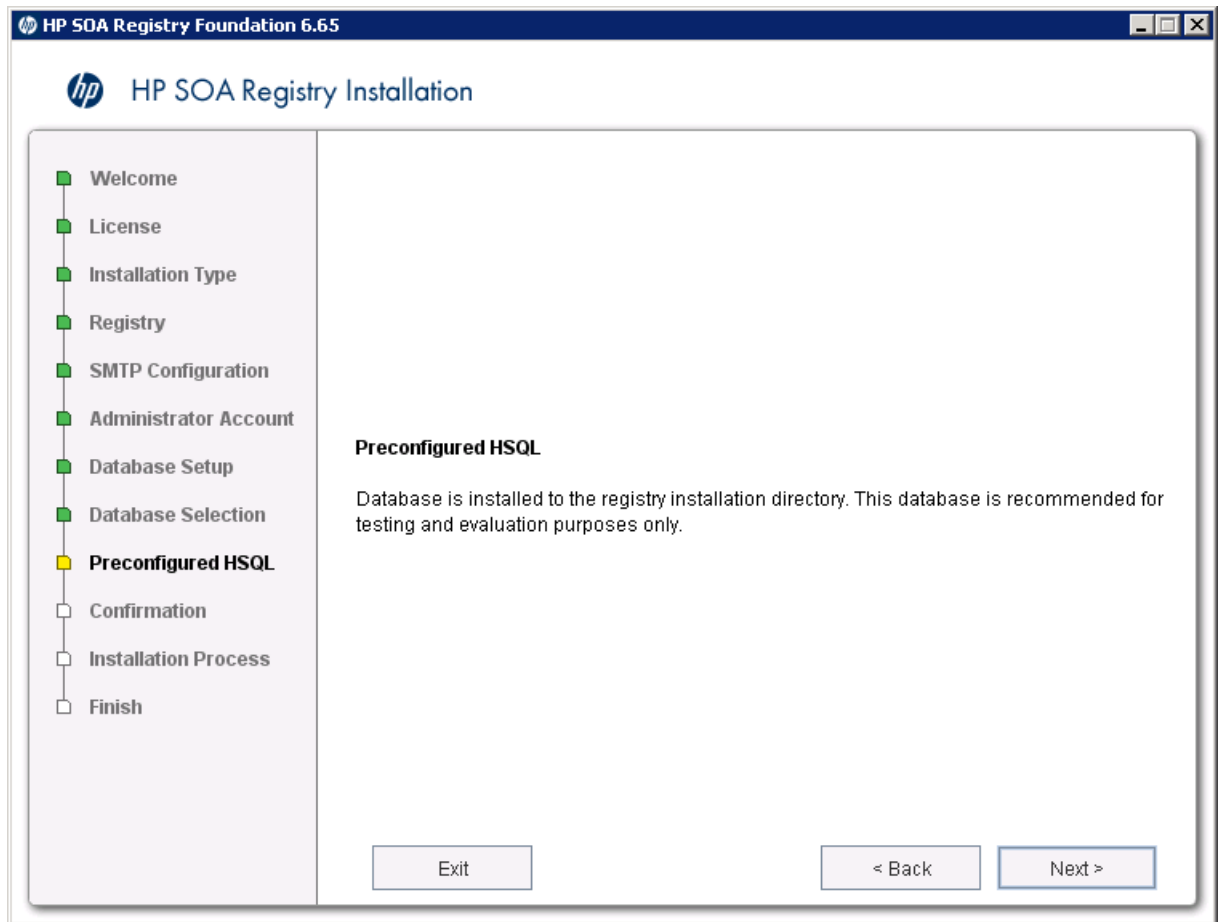 HP SOA Registry Foundation 6.65
hp HP SOA Registry Installation
Welcome
License
Installation Type
Registry
SMTP Configuration
Administrator Account
Database Setup
Database Selection
Preconfigured HSQL
Confirmation
Installation Process
Finish
Preconfigured HSQL
Database is installed to the registry installation directory. This database is recommended for
testing and evaluation purposes only.
Exit
< Back
Next >